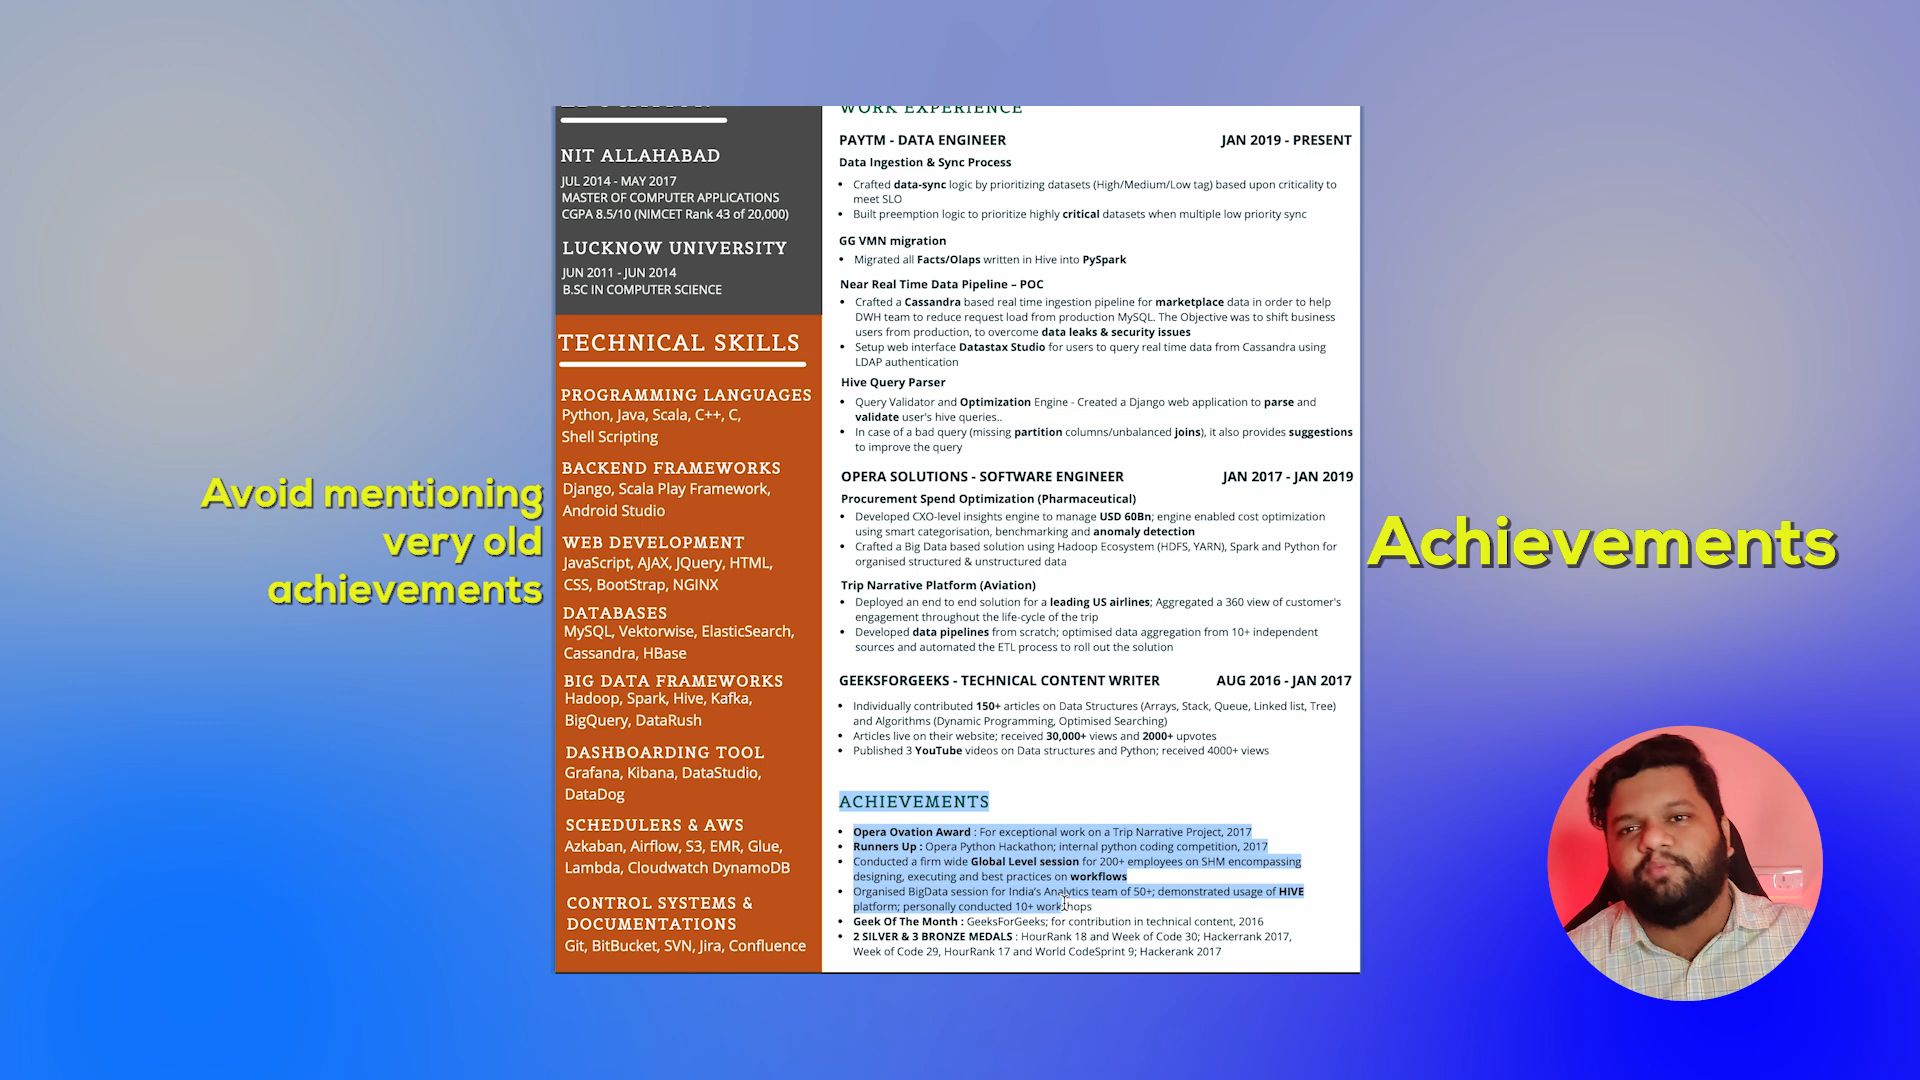 Avoid mentioning
very old
achievements
NIT ALLAHABAD
JUL 2014 - MAY 2017
MASTER OF COMPUTER APPLICATIONS
CGPA 8.5/10 (NIMCET Rank 43 of 20,000)
LUCKNOW UNIVERSITY
JUN 2011 - JUN 2014
B.SC IN COMPUTER SCIENCE
TECHNICAL SKILLS
PROGRAMMING LANGUAGES
Python, Java, Scala, C++, C,
Shell Scripting
BACKEND FRAMEWORKS
Django, Scala Play Framework,
Android Studio
WEB DEVELOPMENT
JavaScript, AJAX, JQuery, HTML,
CSS, BootStrap, NGINX
DATABASES
MySQL, Vektorwise, ElasticSearch,
Cassandra, HBase
BIG DATA FRAMEWORKS
Hadoop, Spark, Hive, Kafka,
BigQuery, DataRush
DASHBOARDING TOOL
Grafana, Kibana, DataStudio,
DataDog
SCHEDULERS & AWS
Azkaban, Airflow, S3, EMR, Glue,
Lambda, Cloudwatch DynamoDB
CONTROL SYSTEMS &
DOCUMENTATIONS
Git, BitBucket, SVN, Jira, Confluence
WORK EXPERIENCE
PAYTM - DATA ENGINEER JAN 2019 - PRESENT
Data Ingestion & Sync Process
• Crafted data-sync logic by prioritizing datasets (High/Medium/Low tag) based upon criticality to
meet SLO
• Built preemption logic to prioritize highly critical datasets when multiple low priority sync
GG VMN migration
• Migrated all Facts/Olaps written in Hive into PySpark
Near Real Time Data Pipeline – POC
• Crafted a Cassandra based real time ingestion pipeline for marketplace data in order to help
DWH team to reduce request load from production MySQL. The Objective was to shift business
users from production, to overcome data leaks & security issues
• Setup web interface Datastax Studio for users to query real time data from Cassandra using
LDAP authentication
Hive Query Parser
• Query Validator and Optimization Engine - Created a Django web application to parse and
validate user's hive queries..
• In case of a bad query (missing partition columns/unbalanced joins), it also provides suggestions
to improve the query
OPERA SOLUTIONS - SOFTWARE ENGINEER JAN 2017 - JAN 2019
Procurement Spend Optimization (Pharmaceutical)
• Developed CXO-level insights engine to manage USD 60Bn; engine enabled cost optimization
using smart categorisation, benchmarking and anomaly detection
• Crafted a Big Data based solution using Hadoop Ecosystem (HDFS, YARN), Spark and Python for
organised structured & unstructured data
Trip Narrative Platform (Aviation)
• Deployed an end to end solution for a leading US airlines; Aggregated a 360 view of customer's
engagement throughout the life-cycle of the trip
• Developed data pipelines from scratch; optimised data aggregation from 10+ independent
sources and automated the ETL process to roll out the solution
GEEKSFORGEEKS - TECHNICAL CONTENT WRITER AUG 2016 - JAN 2017
• Individually contributed 150+ articles on Data Structures (Arrays, Stack, Queue, Linked list, Tree)
and Algorithms (Dynamic Programming, Optimised Searching)
• Articles live on their website; received 30,000+ views and 2000+ upvotes
• Published 3 YouTube videos on Data structures and Python; received 4000+ views
ACHIEVEMENTS
• Opera Ovation Award : For exceptional work on a Trip Narrative Project, 2017
• Runners Up : Opera Python Hackathon; internal python coding competition, 2017
• Conducted a firm wide Global Level session for 200+ employees on SHM encompassing
designing, executing and best practices on workflows
• Organised BigData session for India's Analytics team of 50+; demonstrated usage of HIVE
platform; personally conducted 10+ workshops
• Geek Of The Month : GeeksForGeeks; for contribution in technical content, 2016
• 2 SILVER & 3 BRONZE MEDALS : HourRank 18 and Week of Code 30; Hackerrank 2017,
Week of Code 29, HourRank 17 and World CodeSprint 9; Hackerank 2017
Achievements